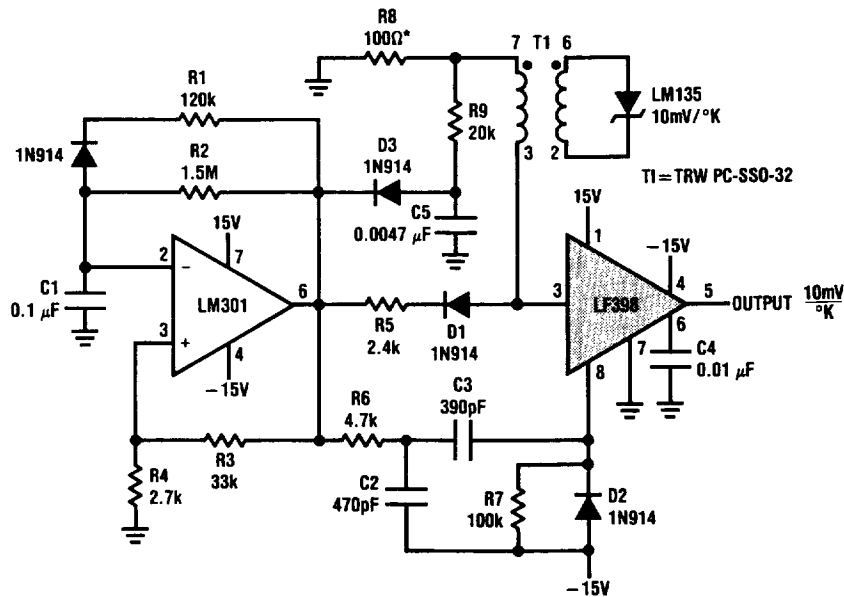 R8
100Ω*
7 T1 6
R1
120k
LM135
10mV/°K
R9
20k
1N914
R2
1.5M
D3
1N914
3 2
T1=TRW PC-SSO-32
C5
0.0047 µF
15V
15V
7
1
-15V
2
-
LM301
6
C1
0.1 µF
3
+
4
-15V
R5
2.4k
D1
1N914
3
LF398
4
5
OUTPUT 10mV
°K
6
7
8
C4
0.01 µF
R6
4.7k
C3
390pF
R3
33k
R4
2.7k
C2
470pF
R7
100k
D2
1N914
-15V